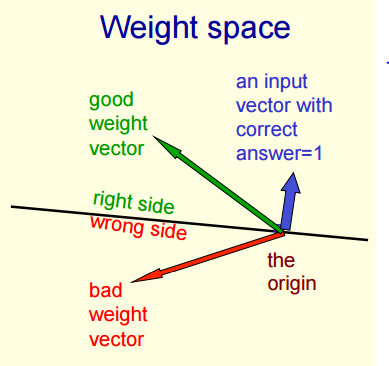 Weight space
good
weight
vector
an input
vector with
correct
answer=1
right side
wrong side
the
origin
bad
weight
vector